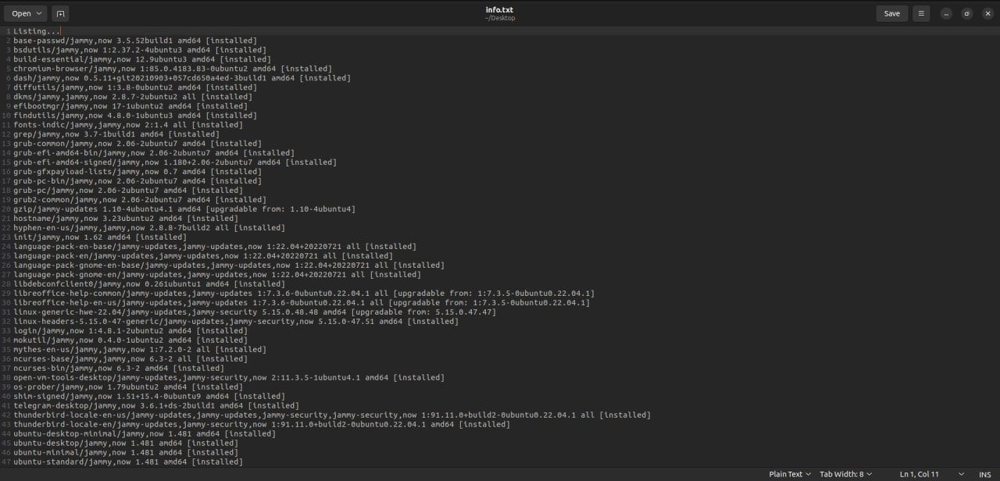 Open
info.txt
~/Desktop
Save
1 Listing...
2 base-passwd/jammy,now 3.5.52build1 amd64 [installed]
3 bsdutils/jammy,now 1:2.37.2-4ubuntu3 amd64 [installed]
4 build-essential/jammy,now 12.9ubuntu3 amd64 [installed]
5 chromium-browser/jammy,now 1:85.0.4183.83-0ubuntu2 amd64 [installed]
6 dash/jammy,now 0.5.11+git20210903+057cd650a4ed-3build1 amd64 [installed]
7 diffutils/jammy,now 1:3.8-0ubuntu2 amd64 [installed]
8 dkms/jammy,jammy,now 2.8.7-2ubuntu2 all [installed]
9 efibootmgr/jammy,now 17-1ubuntu2 amd64 [installed]
10 findutils/jammy,now 4.8.0-1ubuntu3 amd64 [installed]
11 fonts-indic/jammy,jammy,now 2:1.4 all [installed]
12 grep/jammy,now 3.7-1build1 amd64 [installed]
13 grub-common/jammy,now 2.06-2ubuntu7 amd64 [installed]
14 grub-efi-amd64-bin/jammy,now 2.06-2ubuntu7 amd64 [installed]
15 grub-efi-amd64-signed/jammy,now 1.180+2.06-2ubuntu7 amd64 [installed]
16 grub-gfxpayload-lists/jammy,now 0.7 amd64 [installed]
17 grub-pc-bin/jammy,now 2.06-2ubuntu7 amd64 [installed]
18 grub-pc/jammy,now 2.06-2ubuntu7 amd64 [installed]
19 grub2-common/jammy,now 2.06-2ubuntu7 amd64 [installed]
20 gzip/jammy-updates 1.10-4ubuntu4.1 amd64 [upgradable from: 1.10-4ubuntu4]
21 hostname/jammy,now 3.23ubuntu2 amd64 [installed]
22 hyphen-en-us/jammy,jammy,now 2.8.8-7build2 all [installed]
23 init/jammy,now 1.62 amd64 [installed]
24 language-pack-en-base/jammy-updates,jammy-updates,now 1:22.04+20220721 all [installed]
25 language-pack-en/jammy-updates,jammy-updates,now 1:22.04+20220721 all [installed]
26 language-pack-gnome-en-base/jammy-updates,jammy-updates,now 1:22.04+20220721 all [installed]
27 language-pack-gnome-en/jammy-updates,jammy-updates,now 1:22.04+20220721 all [installed]
28 libdebconfclient0/jammy,now 0.261ubuntu1 amd64 [installed]
29 libreoffice-help-common/jammy-updates,jammy-updates 1:7.3.6-0ubuntu0.22.04.1 all [upgradable from: 1:7.3.5-0ubuntu0.22.04.1]
30 libreoffice-help-en-us/jammy-updates,jammy-updates 1:7.3.6-0ubuntu0.22.04.1 all [upgradable from: 1:7.3.5-0ubuntu0.22.04.1]
31 linux-generic-hwe-22.04/jammy-updates,jammy-security 5.15.0.48.48 amd64 [upgradable from: 5.15.0.47.47]
32 linux-headers-5.15.0-47-generic/jammy-updates,jammy-security,now 5.15.0-47.51 amd64 [installed]
33 login/jammy,now 1:4.8.1-2ubuntu2 amd64 [installed]
34 mokutil/jammy,now 0.4.0-1ubuntu2 amd64 [installed]
35 mythes-en-us/jammy,jammy,now 1:7.2.0-2 all [installed]
36 ncurses-base/jammy,jammy,now 6.3-2 all [installed]
37 ncurses-bin/jammy,now 6.3-2 amd64 [installed]
38 open-vm-tools-desktop/jammy-updates,jammy-security,now 2:11.3.5-1ubuntu4.1 amd64 [installed]
39 os-prober/jammy,now 1.79ubuntu2 amd64 [installed]
40 shim-signed/jammy,now 1.51+15.4-0ubuntu9 amd64 [installed]
41 telegram-desktop/jammy,now 3.6.1+ds-2build1 amd64 [installed]
42 thunderbird-locale-en-us/jammy-updates,jammy-updates,jammy-security,jammy-security,now 1:91.11.0+build2-0ubuntu0.22.04.1 all [installed]
43 thunderbird-locale-en/jammy-updates,jammy-security,now 1:91.11.0+build2-0ubuntu0.22.04.1 amd64 [installed]
44 ubuntu-desktop-minimal/jammy,now 1.481 amd64 [installed]
45 ubuntu-desktop/jammy,now 1.481 amd64 [installed]
46 ubuntu-minimal/jammy,now 1.481 amd64 [installed]
47 ubuntu-standard/jammy,now 1.481 amd64 [installed]
Plain Text
Tab Width: 8
Ln 1, Col 11
INS